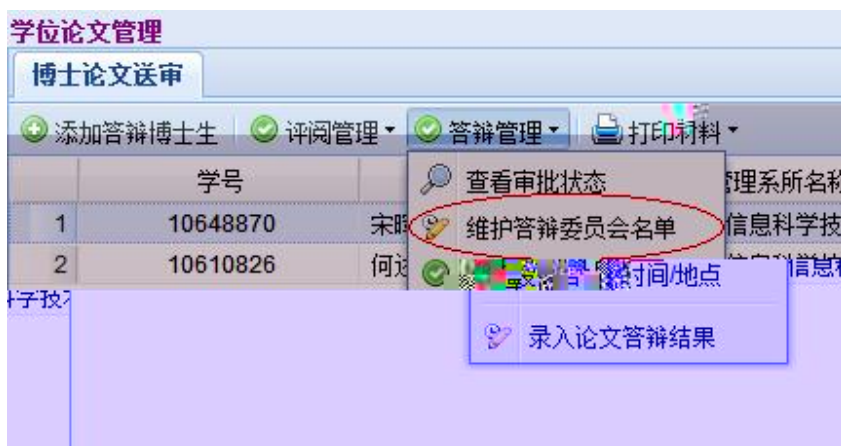 学位论文管理
博士论文送审
添加答辩博士生 评阅管理 答辩管理 打印材料
学号
查看审批状态
理系所名称
1 10648870 宋
维护答辩委员会名单
信息科学技
2 10610826 何
时间/地点
录入论文答辩结果